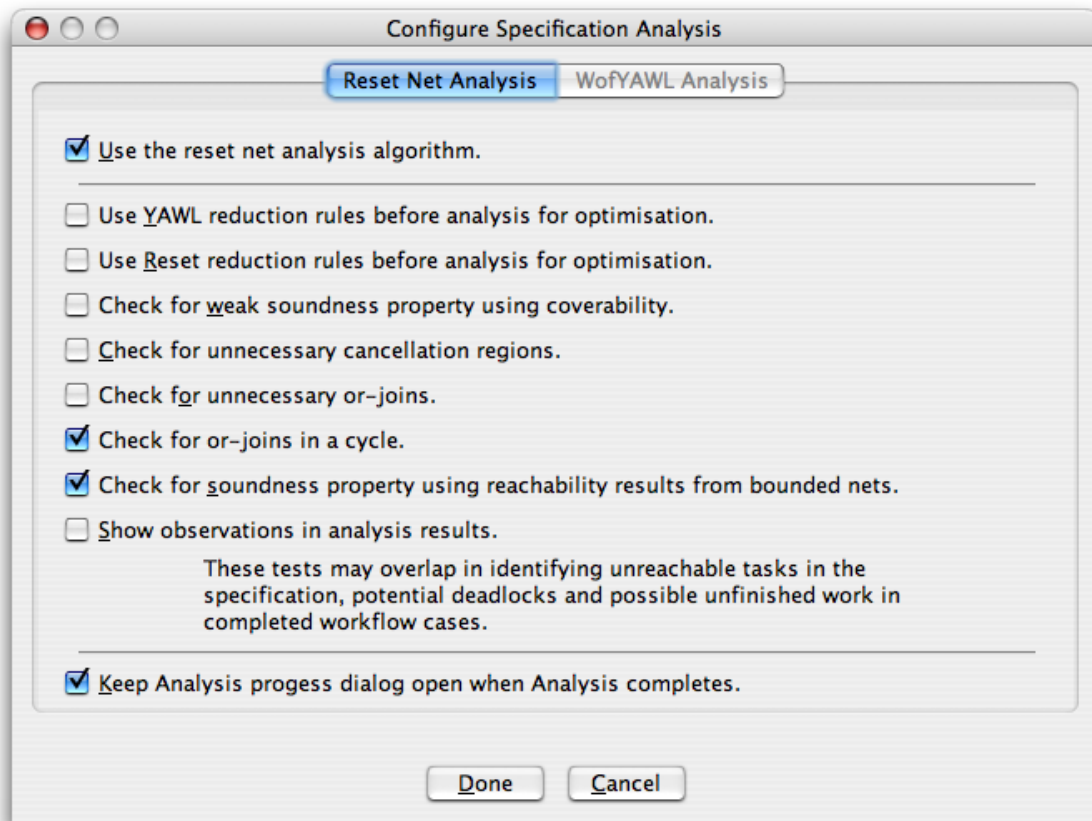 Configure Specification Analysis
Reset Net Analysis
WofYAWL Analysis
Use the reset net analysis algorithm.
Use YAWL reduction rules before analysis for optimisation.
Use Reset reduction rules before analysis for optimisation.
Check for weak soundness property using coverability.
Check for unnecessary cancellation regions.
Check for unnecessary or-joins.
Check for or-joins in a cycle.
Check for soundness property using reachability results from bounded nets.
Show observations in analysis results.
These tests may overlap in identifying unreachable tasks in the
specification, potential deadlocks and possible unfinished work in
completed workflow cases.
Keep Analysis progess dialog open when Analysis completes.
Done
Cancel